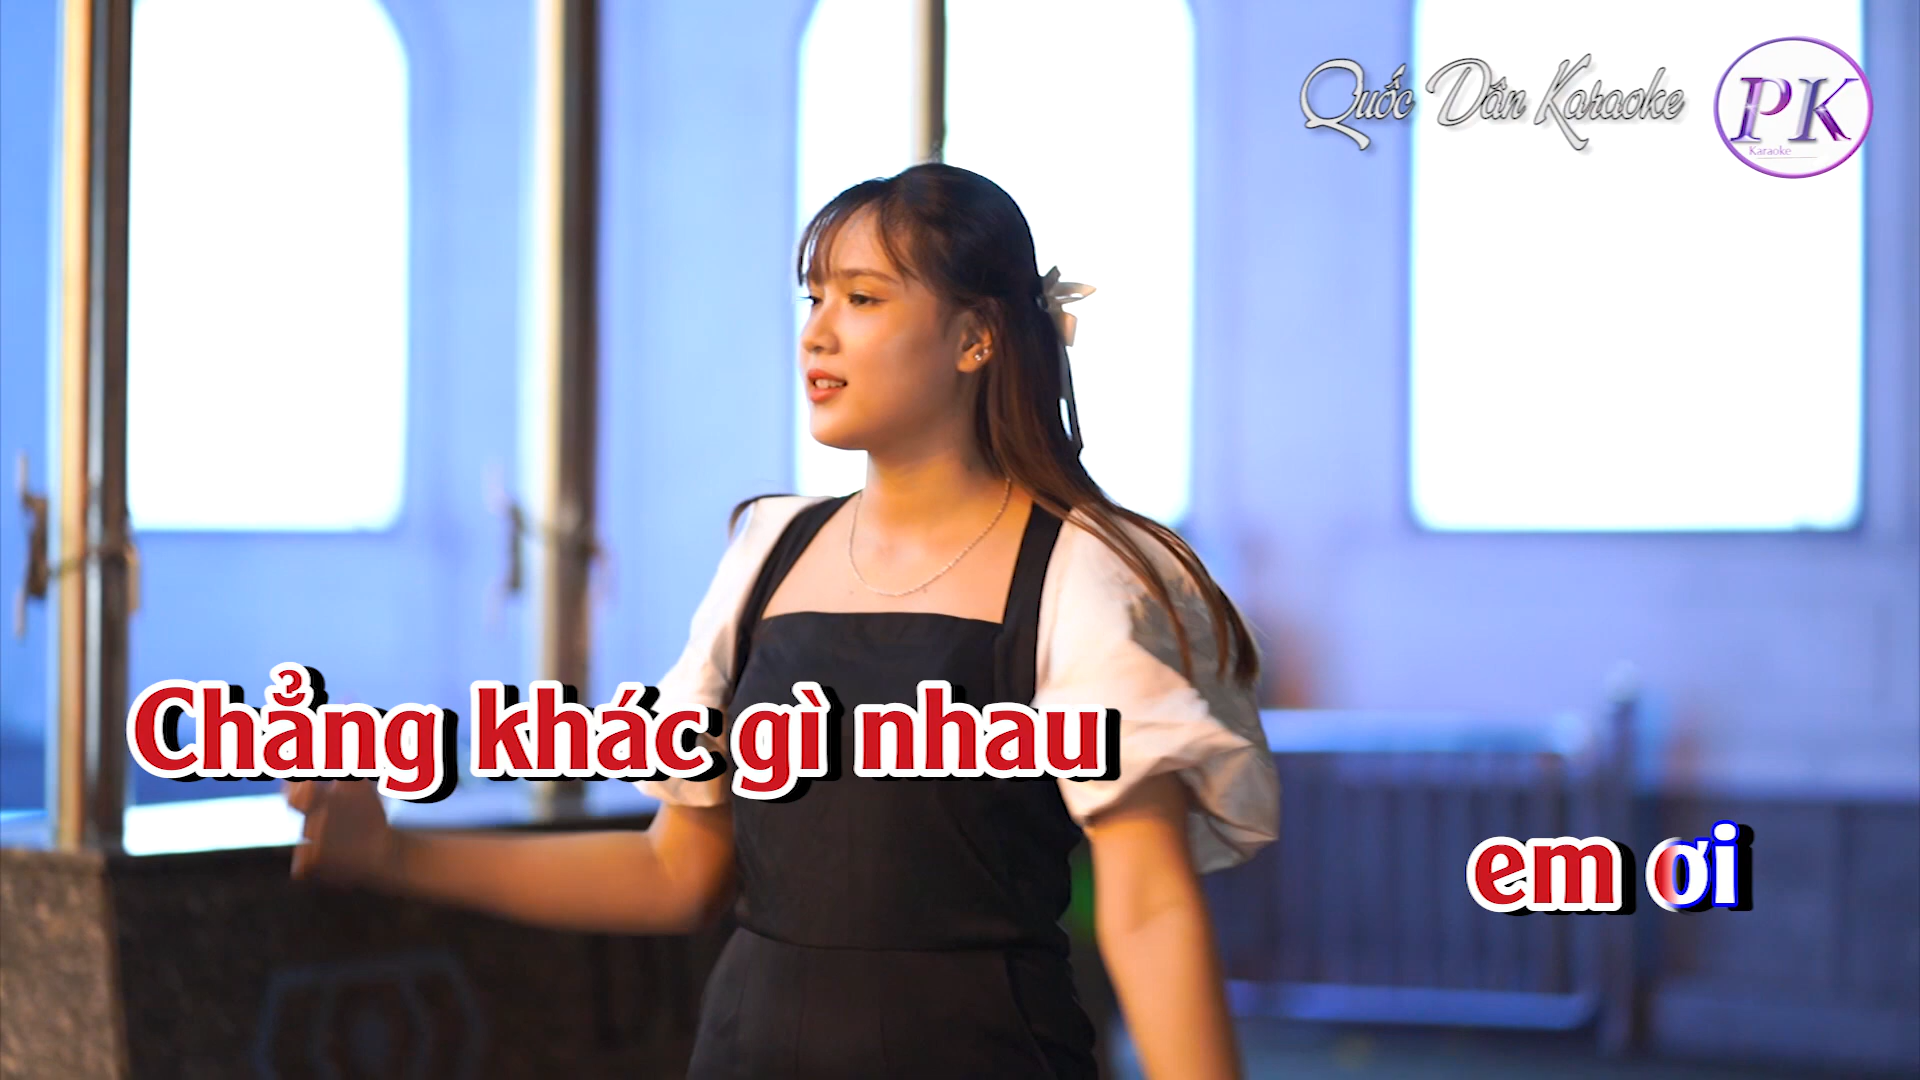 Quốc Dân Karaoke
PK
Karaoke
Chẳng khác gì nhau
em ơi